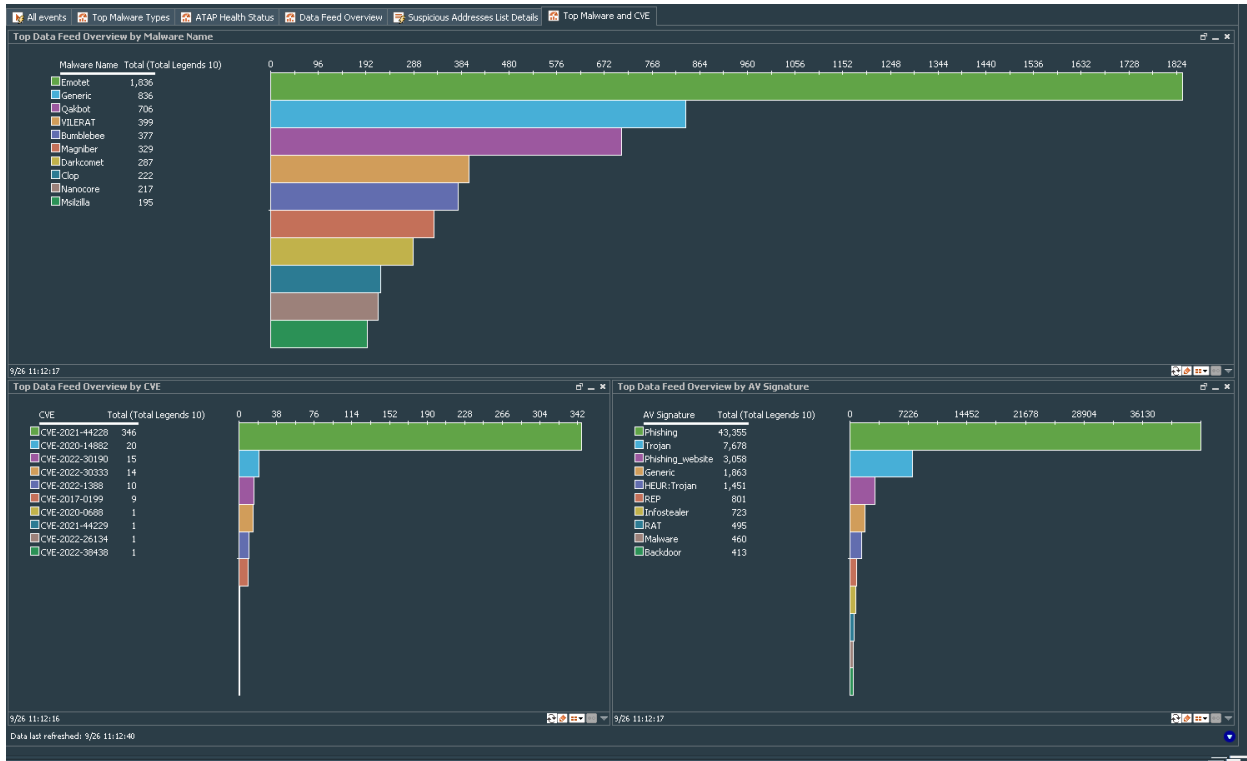 All events Top Malware Types ATAP Health Status Data Feed Overview Suspicious Addresses List Details Top Malware and CVE
Top Data Feed Overview by Malware Name
Malware Name Total (Total Legends 10)
0 96 192 288 384 480 576 672 768 864 960 1056 1152 1248 1344 1440 1536 1632 1728 1824
Emotet 1,836
Generic 836
Qakbot 706
VILERAT 399
Bumblebee 377
Magniber 329
Darkcomet 287
Clop 222
Nanocore 217
Msilzilla 195
9/26 11:12:17
Top Data Feed Overview by CVE
CVE Total (Total Legends 10)
0 38 76 114 152 190 228 266 304 342
CVE-2021-44228 346
CVE-2020-14882 20
CVE-2022-30190 15
CVE-2022-30333 14
CVE-2022-1388 10
CVE-2017-0199 9
CVE-2020-0688 1
CVE-2021-44229 1
CVE-2022-26134 1
CVE-2022-38438 1
9/26 11:12:16
Top Data Feed Overview by AV Signature
AV Signature Total (Total Legends 10)
0 7226 14452 21678 28904 36130
Phishing 43,355
Trojan 7,678
Phishing_website 3,058
Generic 1,863
HEUR:Trojan 1,451
REP 801
Infostealer 723
RAT 495
Malware 460
Backdoor 413
9/26 11:12:17
Data last refreshed: 9/26 11:12:40